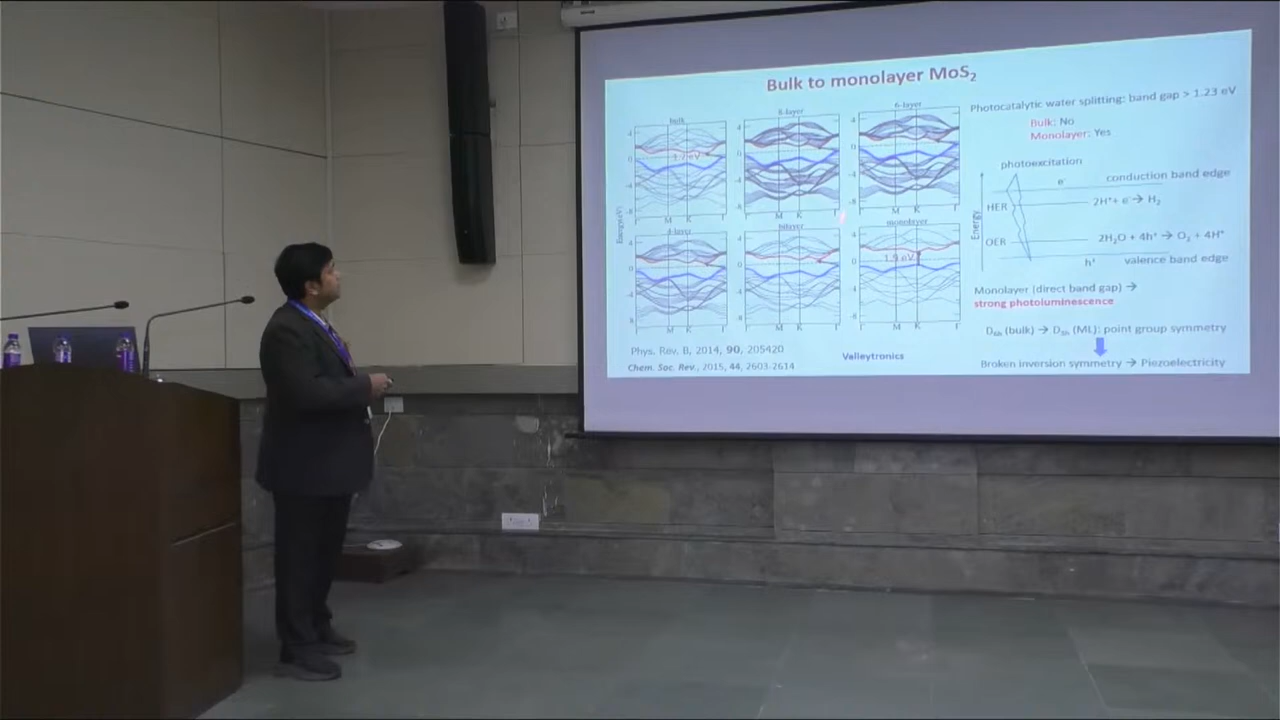 Bulk to monolayer MoS₂
bulk
8-layer
6-layer
Photocatalytic water splitting: band gap > 1.23 eV
Bulk: No
Monolayer: Yes
1.2 eV
Energy(eV)
M K Γ
M K Γ
M K Γ
4-layer
bilayer
monolayer
1.9 eV
M K Γ
M K Γ
M K Γ
photoexcitation
e⁻
conduction band edge
HER
2H⁺+ e⁻→ H₂
Energy
OER
2H₂O + 4h⁺ → O₂ + 4H⁺
h⁺
valence band edge
Monolayer (direct band gap) →
strong photoluminescence
D₆ₕ (bulk) → D₃ₕ (ML): point group symmetry
Broken inversion symmetry → Piezoelectricity
Phys. Rev. B, 2014, 90, 205420
Chem. Soc. Rev., 2015, 44, 2603-2614
Valleytronics